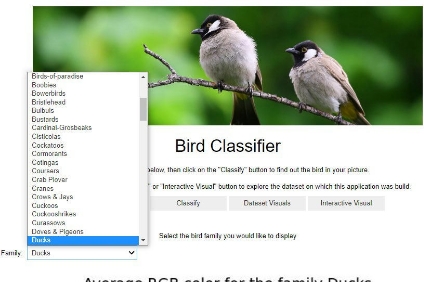 Birds-of-paradise
Boobies
Bowerbirds
Bristlehead
Bulbuls
Bustards
Cardinal-Grosbeaks
Cisticolas
Cockatoos
Cormorants
Cotingas
Coursers
Crab Plover
Cranes
Crows & Jays
Cuckoos
Cuckooshrikes
Curassows
Doves & Pigeons
Ducks
Bird Classifier
below, then click on the "Classify" button to find out the bird in your picture.
" or "Interactive Visual" button to explore the dataset on which this application was build.
Classify Dataset Visuals Interactive Visual
Select the bird family you would like to display
Family: Ducks
Average RGB color for the family Ducks